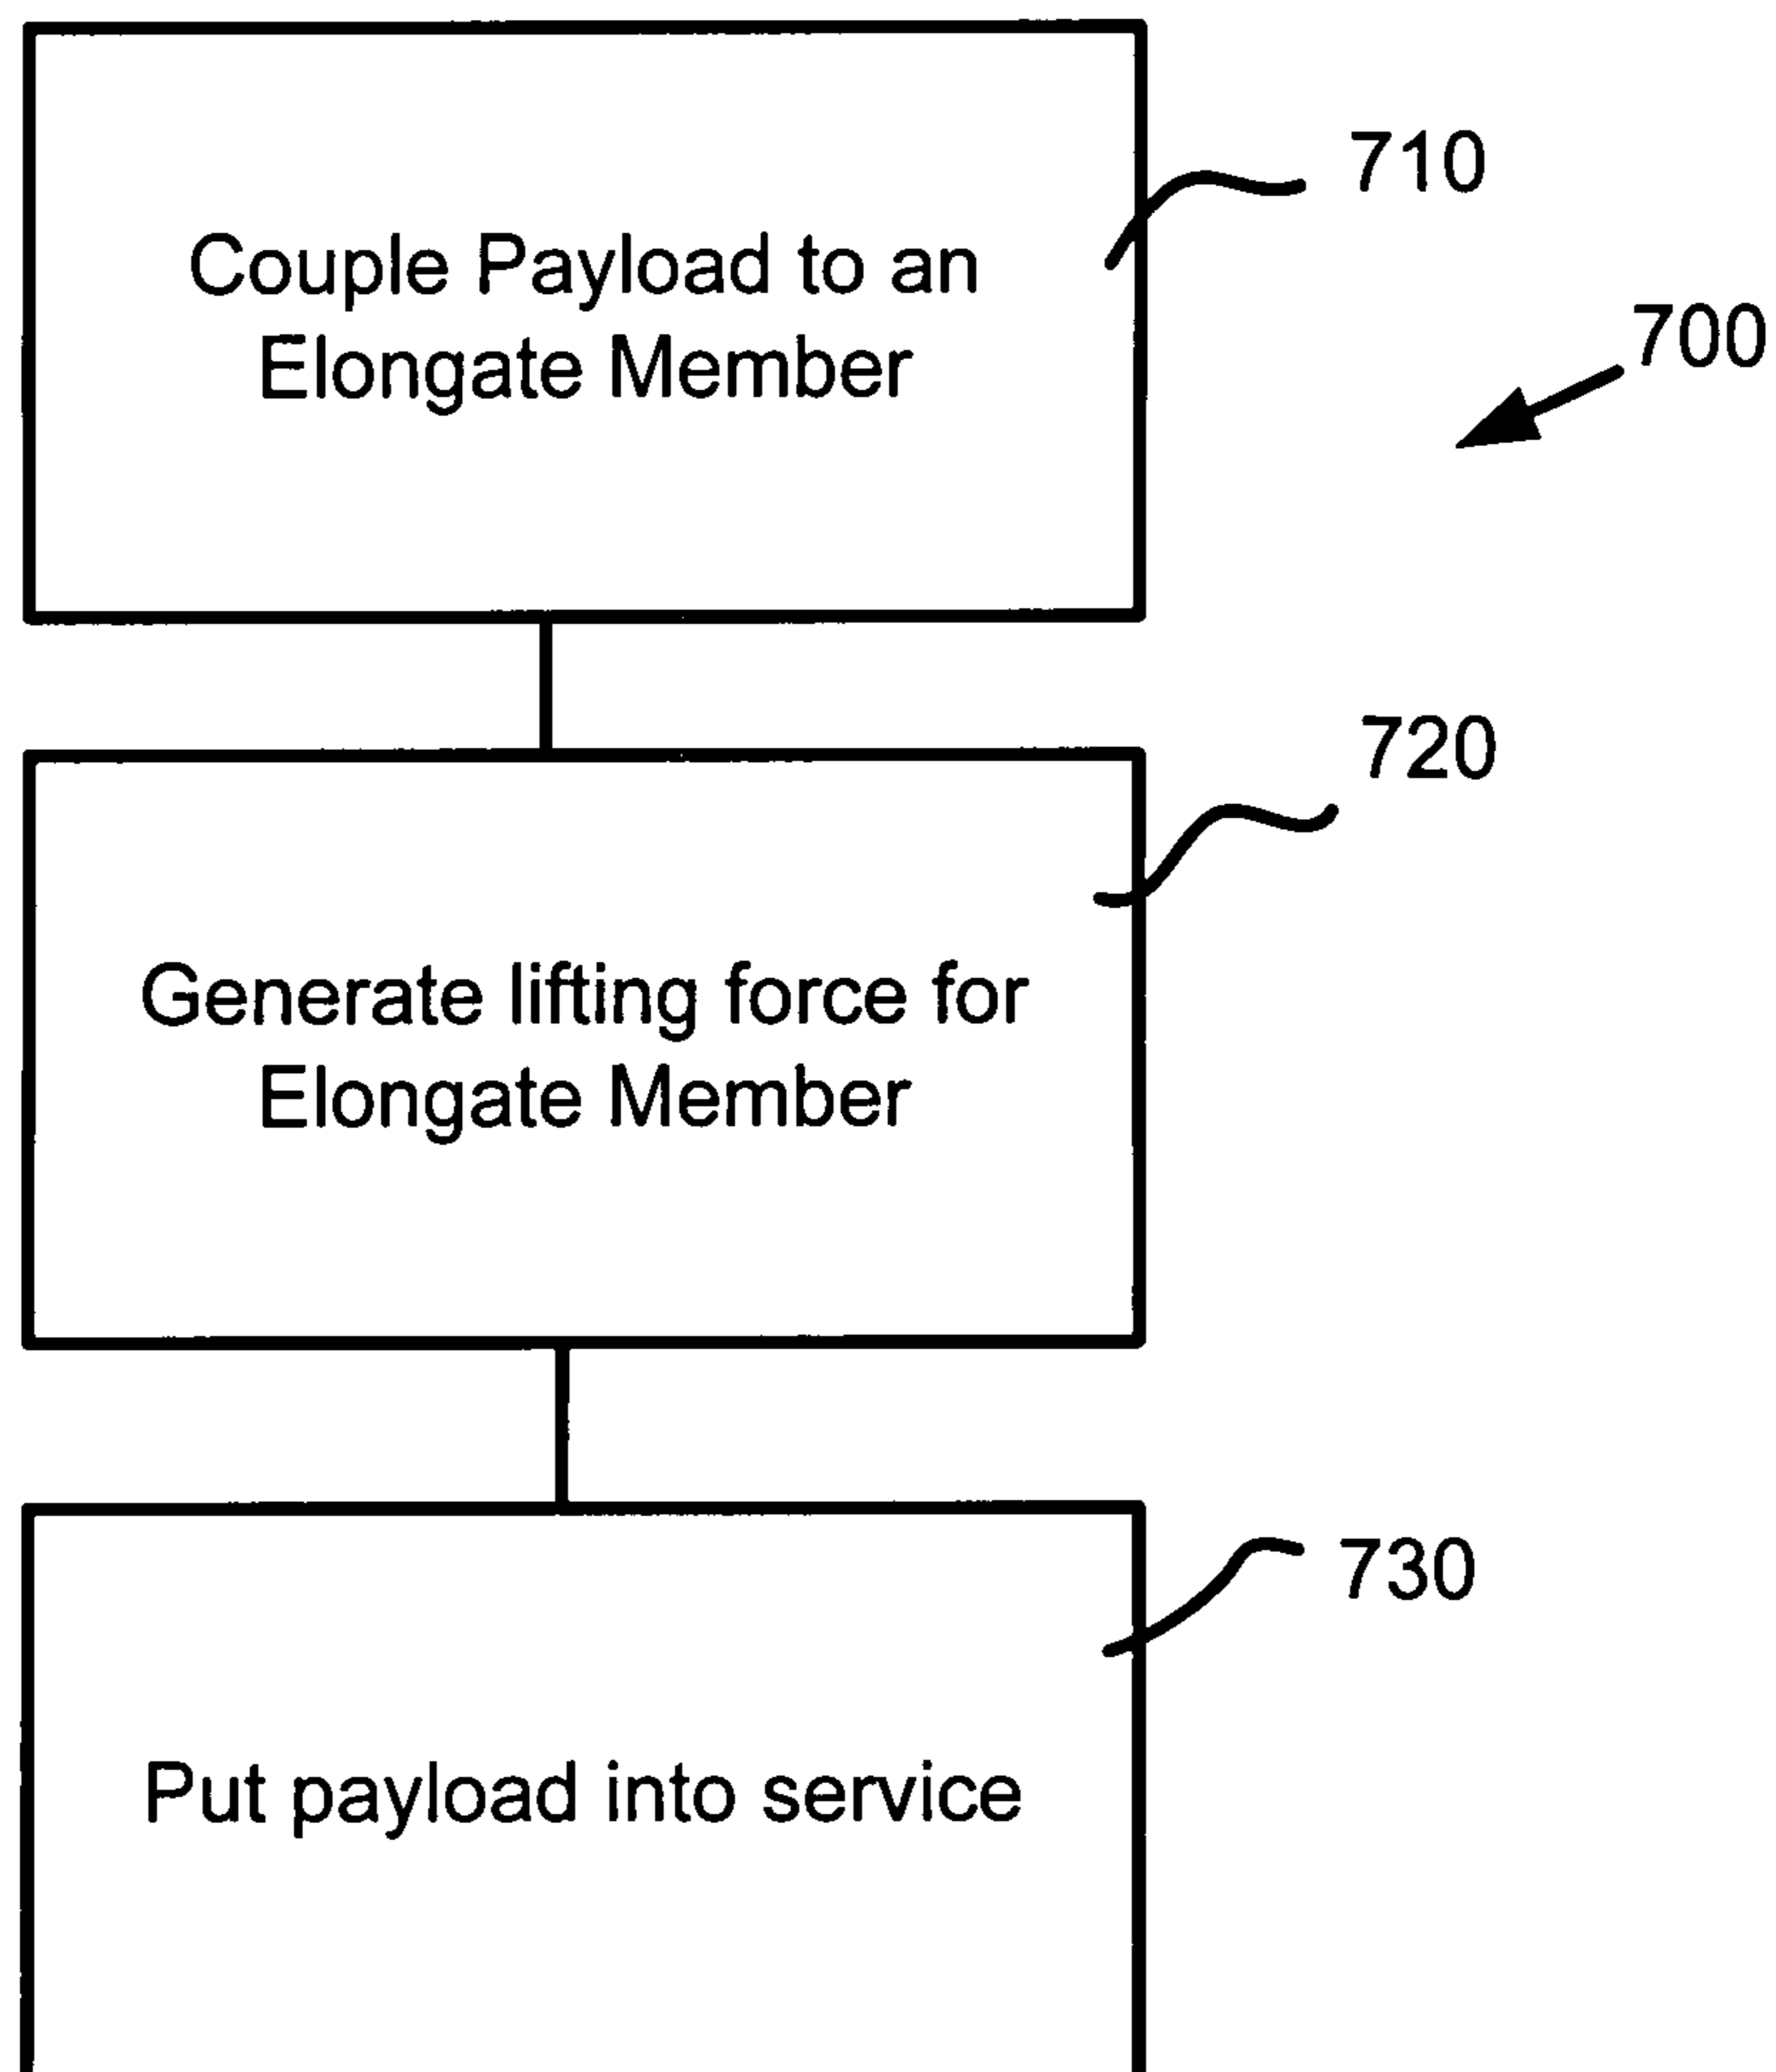 710
Couple Payload to an
Elongate Member
700
720
Generate lifting force for
Elongate Member
730
Put payload into service